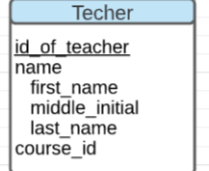 Techer
id_of_teacher
name
first_name
middle_initial
last_name
course_id